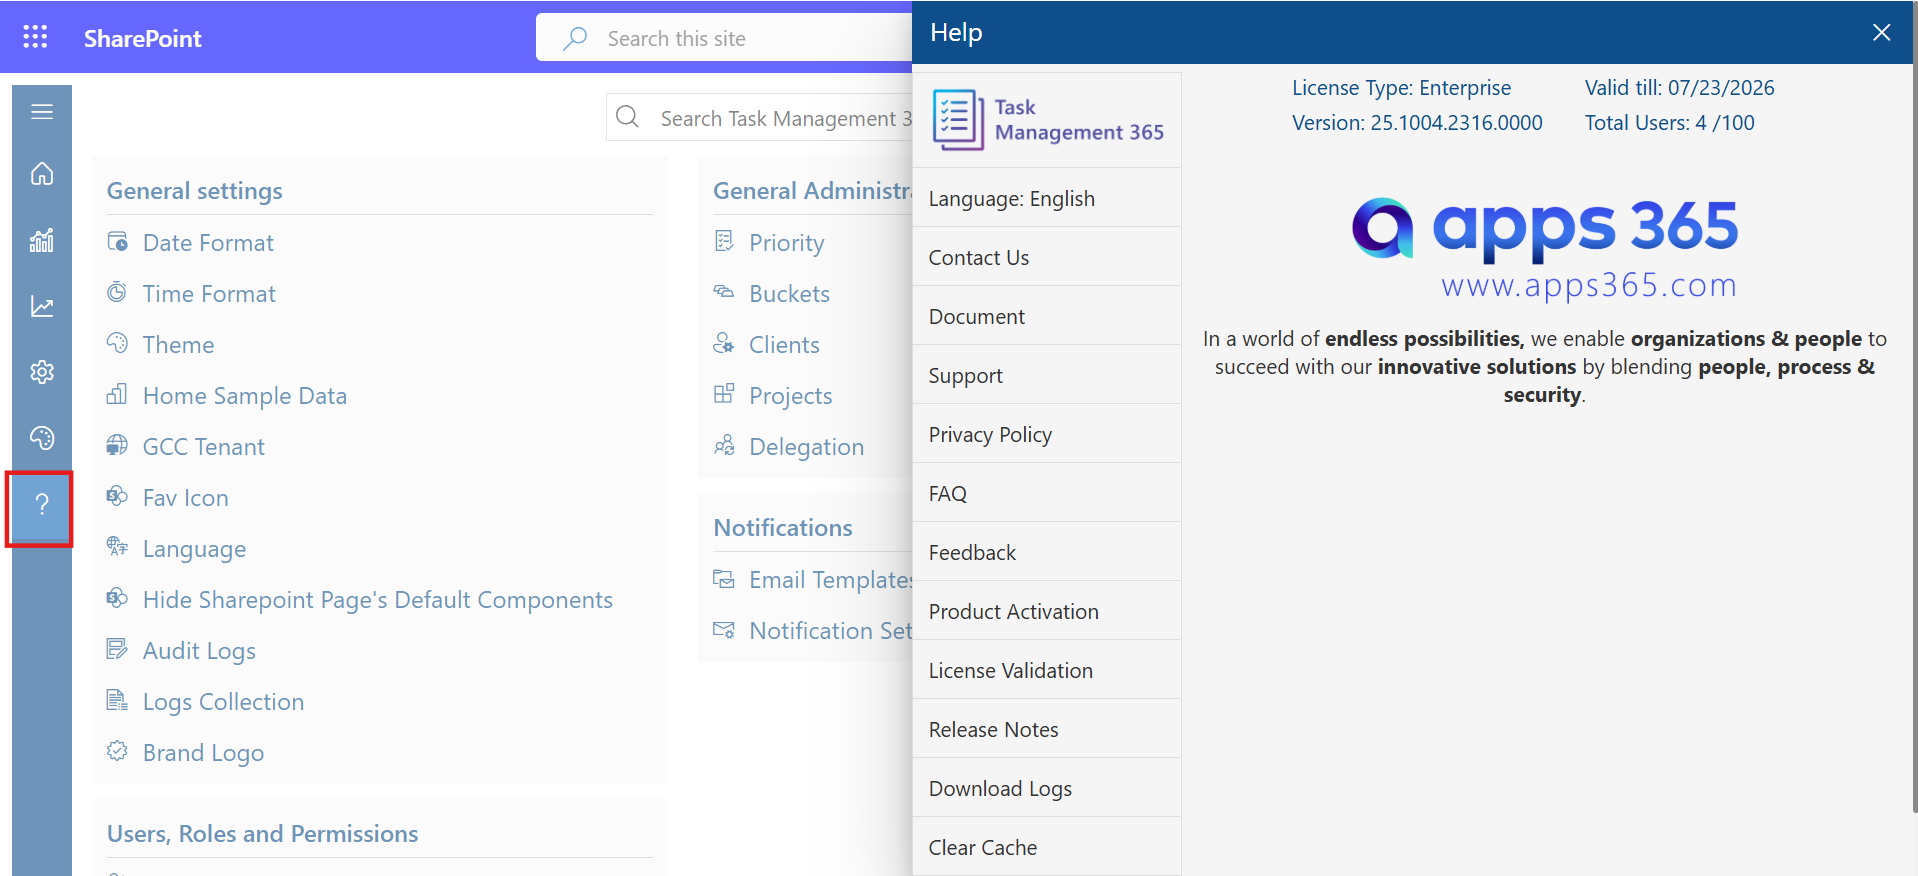 SharePoint
Search this site
Search Task Management 3
General settings
Date Format
Time Format
Theme
Home Sample Data
GCC Tenant
Fav Icon
Language
Hide Sharepoint Page's Default Components
Audit Logs
Logs Collection
Brand Logo
Users, Roles and Permissions
General Administra
Priority
Buckets
Clients
Projects
Delegation
Notifications
Email Templates
Notification Set
Help
Task
Management 365
Language: English
Contact Us
Document
Support
Privacy Policy
FAQ
Feedback
Product Activation
License Validation
Release Notes
Download Logs
Clear Cache
License Type: Enterprise
Valid till: 07/23/2026
Version: 25.1004.2316.0000
Total Users: 4 /100
apps 365
www.apps365.com
In a world of endless possibilities, we enable organizations & people to
succeed with our innovative solutions by blending people, process &
security.
?